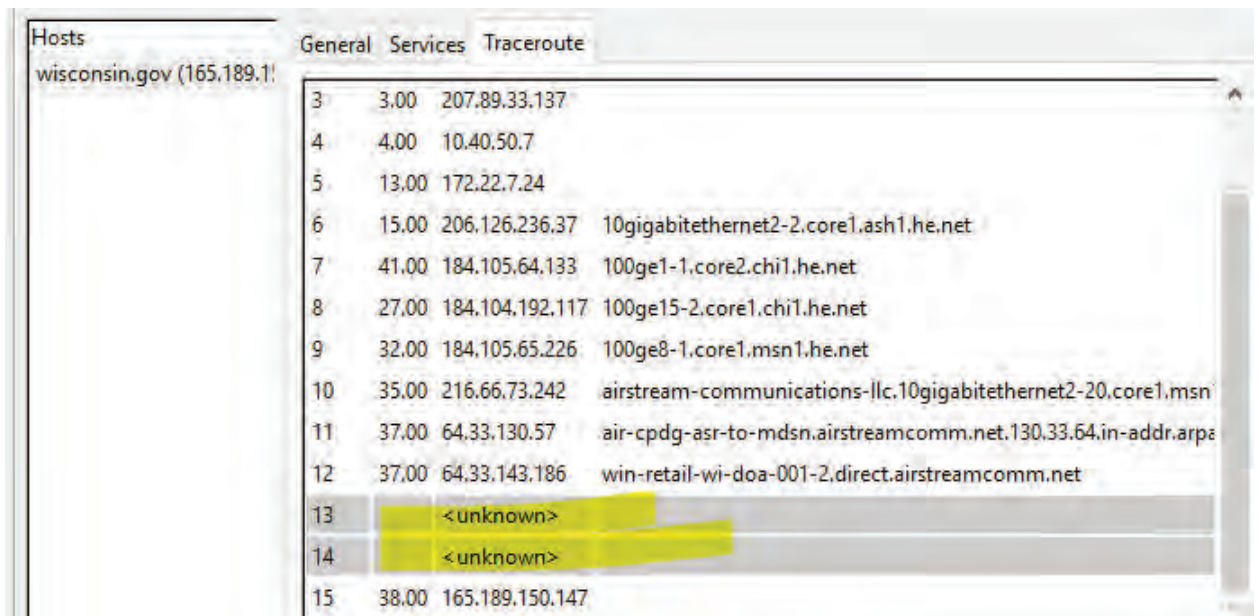 Hosts
wisconsin.gov (165.189.1
General Services Traceroute
3 3.00 207.89.33.137
4 4.00 10.40.50.7
5 13.00 172.22.7.24
6 15.00 206.126.236.37 10gigabitethernet2-2.core1.ash1.he.net
7 41.00 184.105.64.133 100ge1-1.core2.chi1.he.net
8 27.00 184.104.192.117 100ge15-2.core1.chi1.he.net
9 32.00 184.105.65.226 100ge8-1.core1.msn1.he.net
10 35.00 216.66.73.242 airstream-communications-llc.10gigabitethernet2-20.core1.msn
11 37.00 64.33.130.57 air-cpdg-asr-to-mdsn.airstreamcomm.net.130.33.64.in-addr.arpa
12 37.00 64.33.143.186 win-retail-wi-doa-001-2.direct.airstreamcomm.net
13 <unknown>
14 <unknown>
15 38.00 165.189.150.147